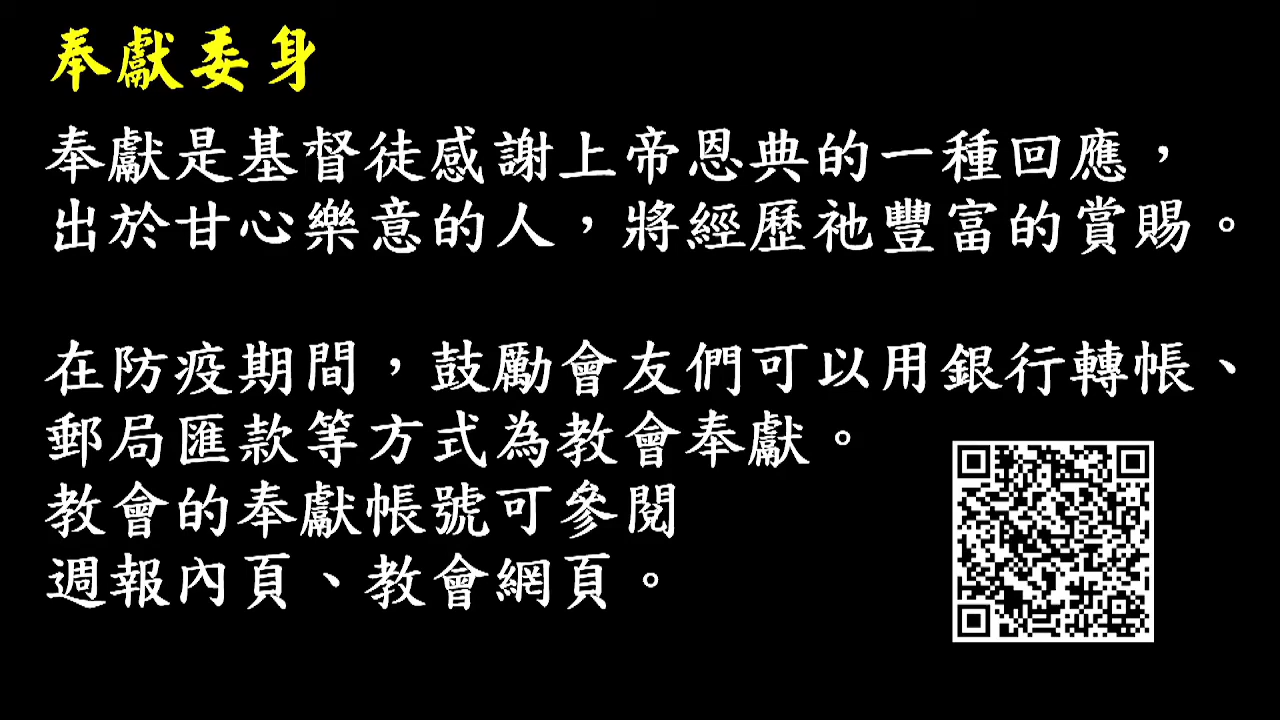 奉獻委身
奉獻是基督徒感謝上帝恩典的一種回應，
出於甘心樂意的人，將經歷祂豐富的賞賜。
在防疫期間，鼓勵會友們可以用銀行轉帳、
郵局匯款等方式為教會奉獻。
教會的奉獻帳號可參閱
週報內頁、教會網頁。